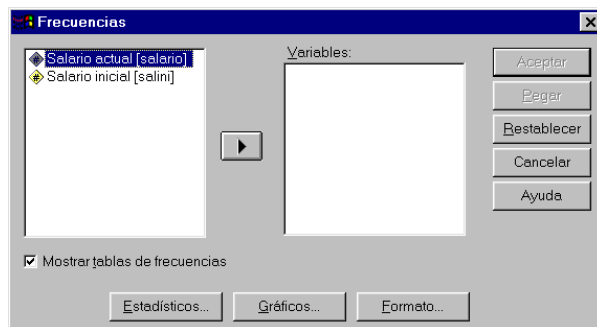 Frecuencias
Salario actual [salario]
Salario inicial [salini]
Variables:
Aceptar
Pegar
Restablecer
Cancelar
Ayuda
Mostrar tablas de frecuencias
Estadísticos...
Gráficos...
Formato...